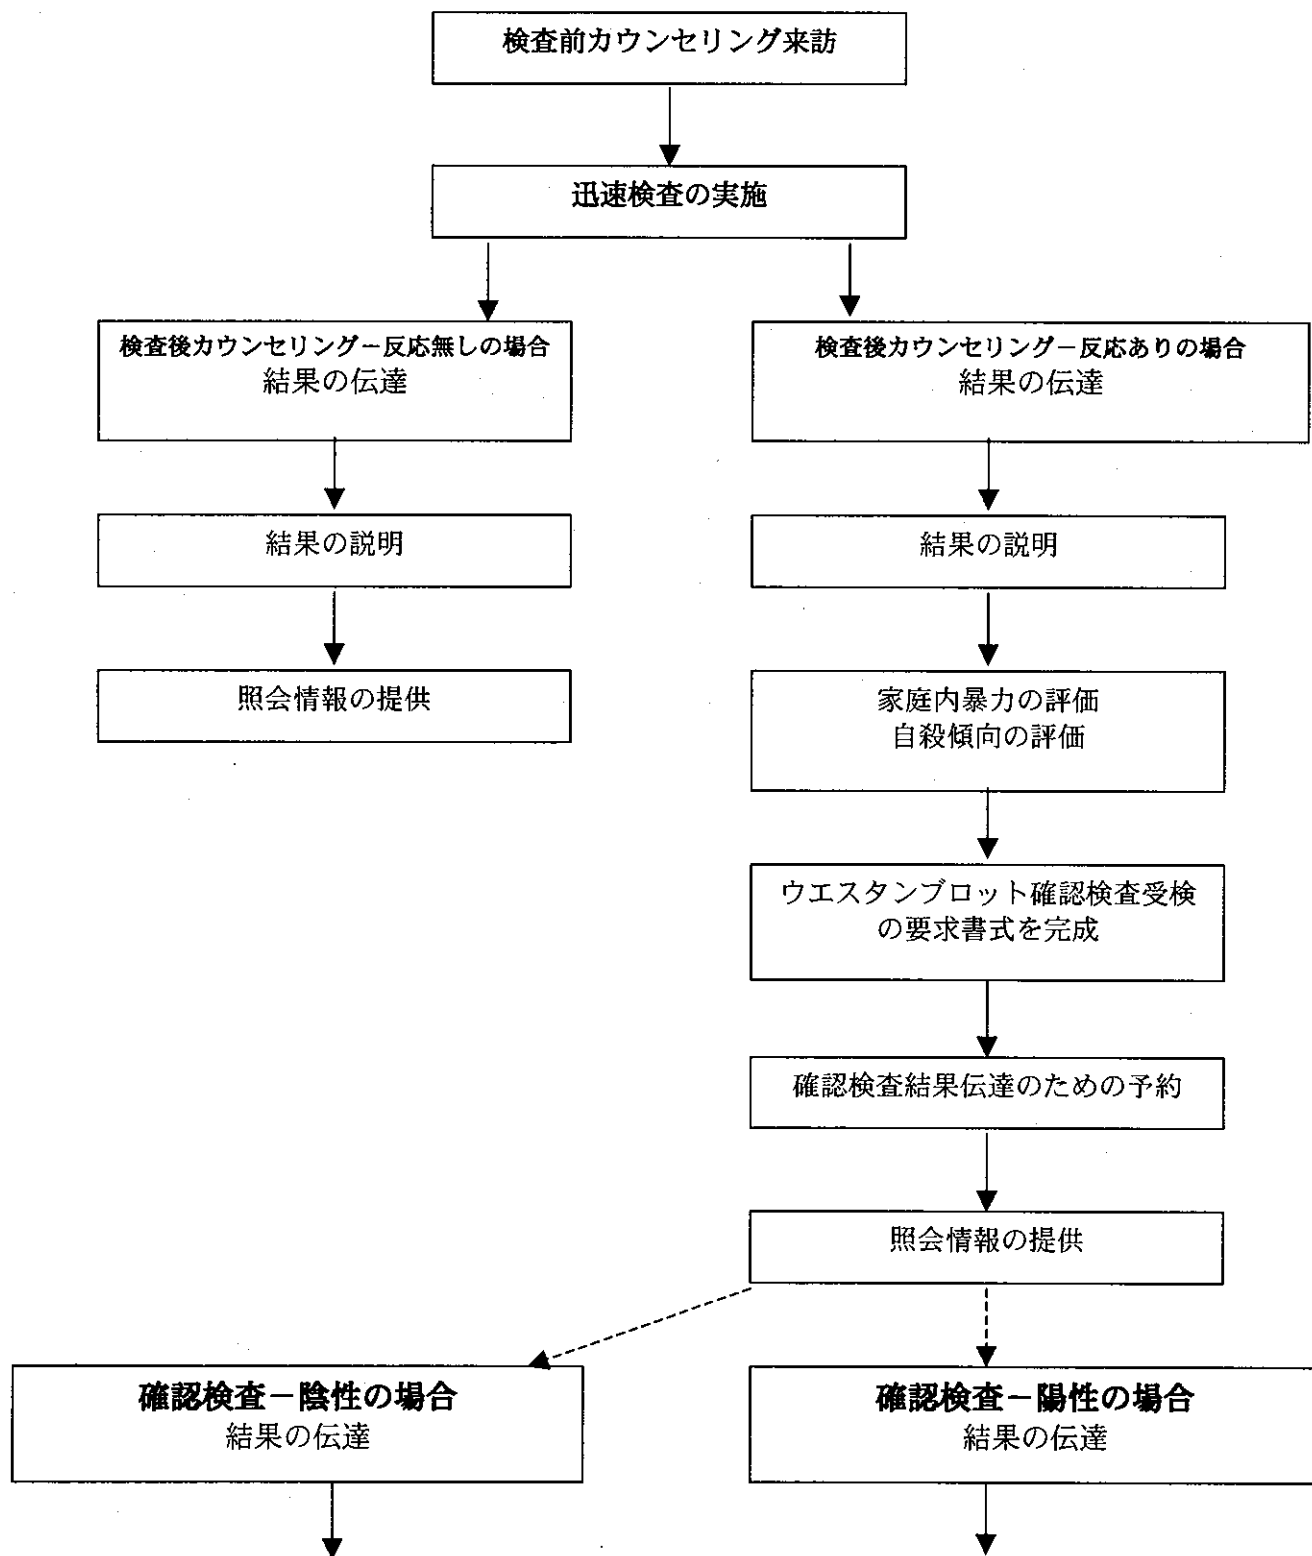 検査前カウンセリング来訪
迅速検査の実施
検査後カウンセリング－反応無しの場合
結果の伝達
検査後カウンセリング－反応ありの場合
結果の伝達
結果の説明
結果の説明
照会情報の提供
家庭内暴力の評価
自殺傾向の評価
ウエスタンブロット確認検査受検
の要求書式を完成
確認検査結果伝達のための予約
照会情報の提供
確認検査－陰性の場合
結果の伝達
確認検査－陽性の場合
結果の伝達